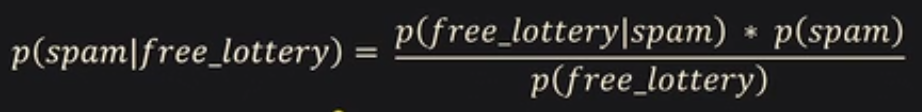 p(spam|free_lottery) = p(free_lottery|spam) * p(spam)
p(free_lottery)